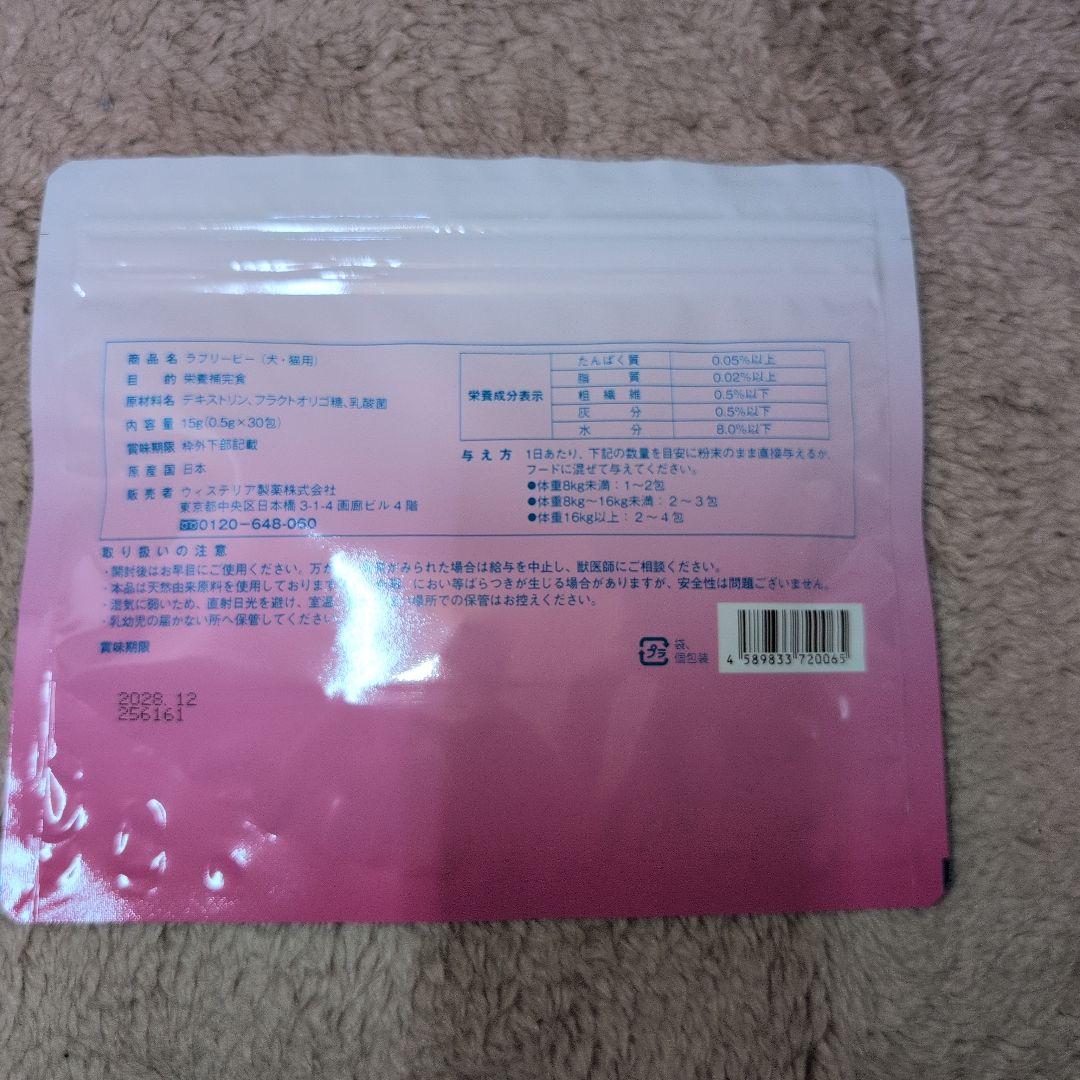 商品名 ラブリービー（犬・猫用）
目的 栄養補完食
原材料名 デキストリン、フラクトオリゴ糖、乳酸菌
内容量 15g(0.5g×30包)
賞味期限 枠外下部記載
原産国 日本
販売者 ウィステリア製薬株式会社
東京都中央区日本橋3-1-4 画廊ビル4階
0120-648-060
栄養成分表示
たんぱく質 0.05%以上
脂質 0.02%以上
粗繊維 0.5%以下
灰分 0.5%以下
水分 8.0%以下
与え方 1日あたり、下記の数量を目安に粉末のまま直接与えるか、
フードに混ぜて与えてください。
●体重8kg未満：1〜2包
●体重8kg〜16kg未満：2〜3包
●体重16kg以上：2〜4包
取り扱いの注意
・開封後はお早目にご使用ください。万 がみられた場合は給与を中止し、獣医師にご相談ください。
・本品は天然由来原料を使用しております におい等ばらつきが生じる場合がありますが、安全性は問題ございません。
・湿気に弱いため、直射日光を避け、室温 場所での保管はお控えください。
・乳幼児の届かない所へ保管してください
賞味期限
2028.12
256161
プラ 袋、
個包装
4 589833 720065